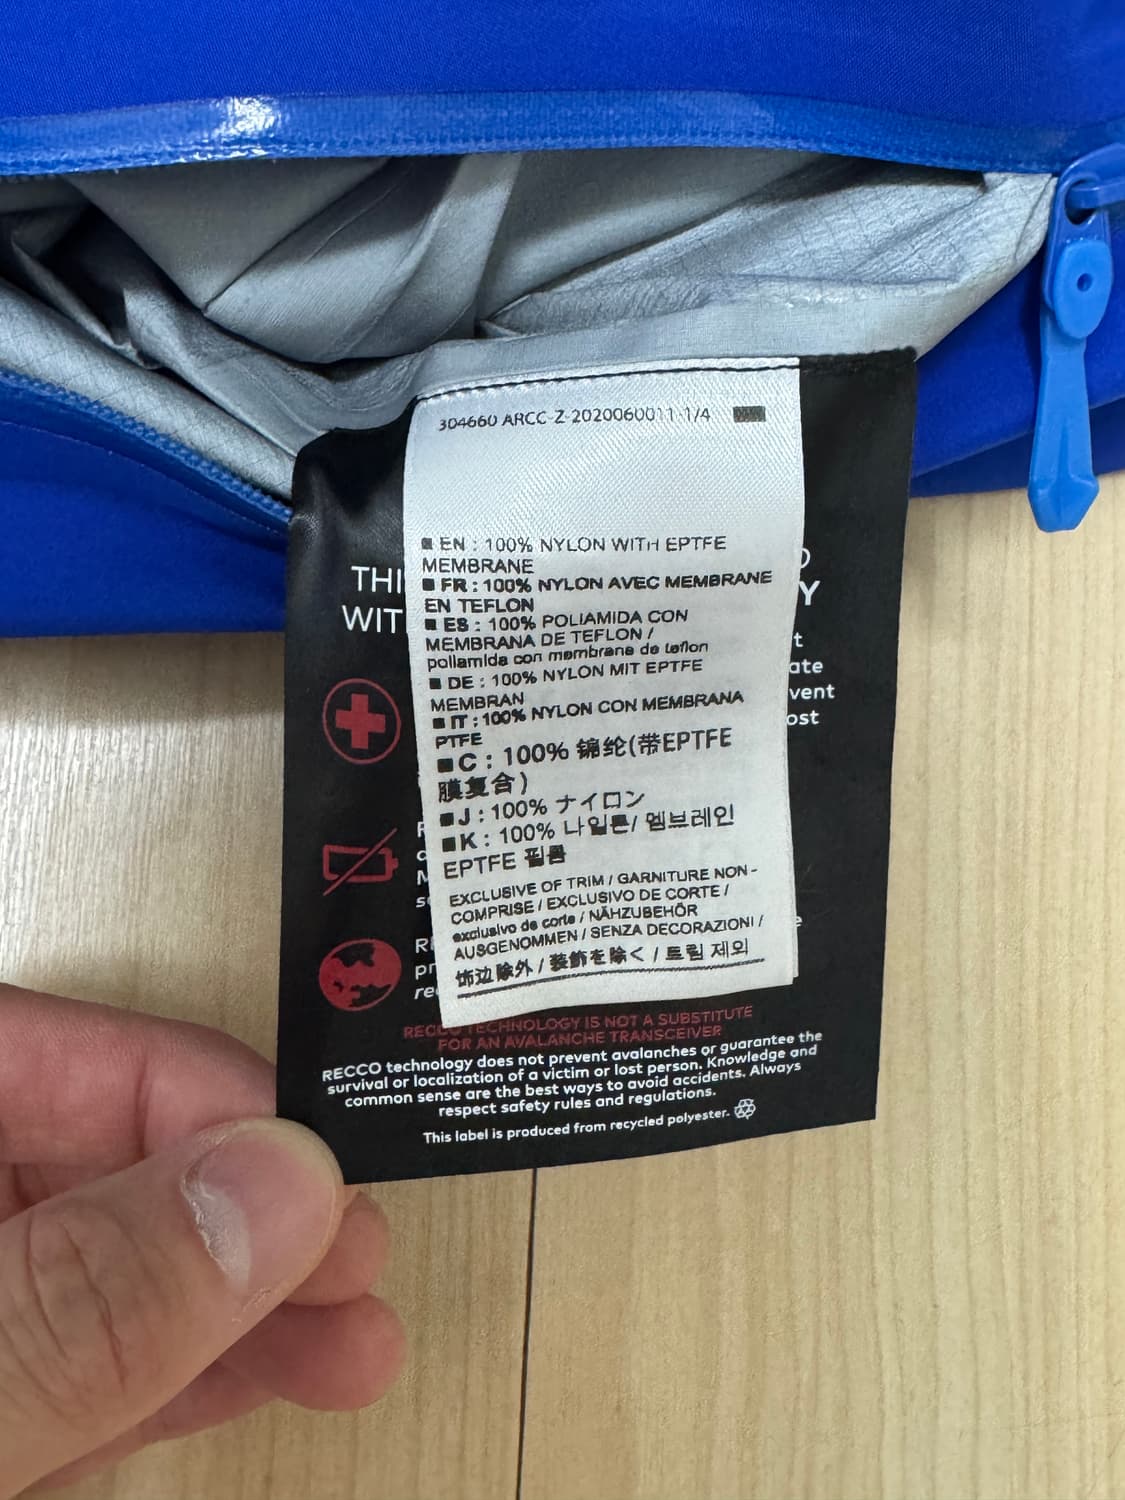 304660 ARCC-Z-2020060011-1/4
■ EN : 100% NYLON WITH EPTFE
MEMBRANE
■ FR : 100% NYLON AVEC MEMBRANE
EN TEFLON
■ ES : 100% POLIAMIDA CON
MEMBRANA DE TEFLON /
poliamida con membrana de teflon
■ DE : 100% NYLON MIT EPTFE
MEMBRAN
■ IT : 100% NYLON CON MEMBRANA
PTFE
■ C : 100% 锦纶(带EPTFE
膜复合)
■ J : 100% ナイロン
■ K : 100% 나일론/ 멤브레인
EPTFE 필름
EXCLUSIVE OF TRIM / GARNITURE NON-
COMPRISE / EXCLUSIVO DE CORTE /
exclusivo de corte / NÄHZUBEHÖR
AUSGENOMMEN / SENZA DECORAZIONI /
饰边除外 / 装飾を除く / 트림 제외
THI
WIT
RECCO TECHNOLOGY IS NOT A SUBSTITUTE
FOR AN AVALANCHE TRANSCEIVER
RECCO technology does not prevent avalanches or guarantee the
survival or localization of a victim or lost person. Knowledge and
common sense are the best ways to avoid accidents. Always
respect safety rules and regulations.
This label is produced from recycled polyester.